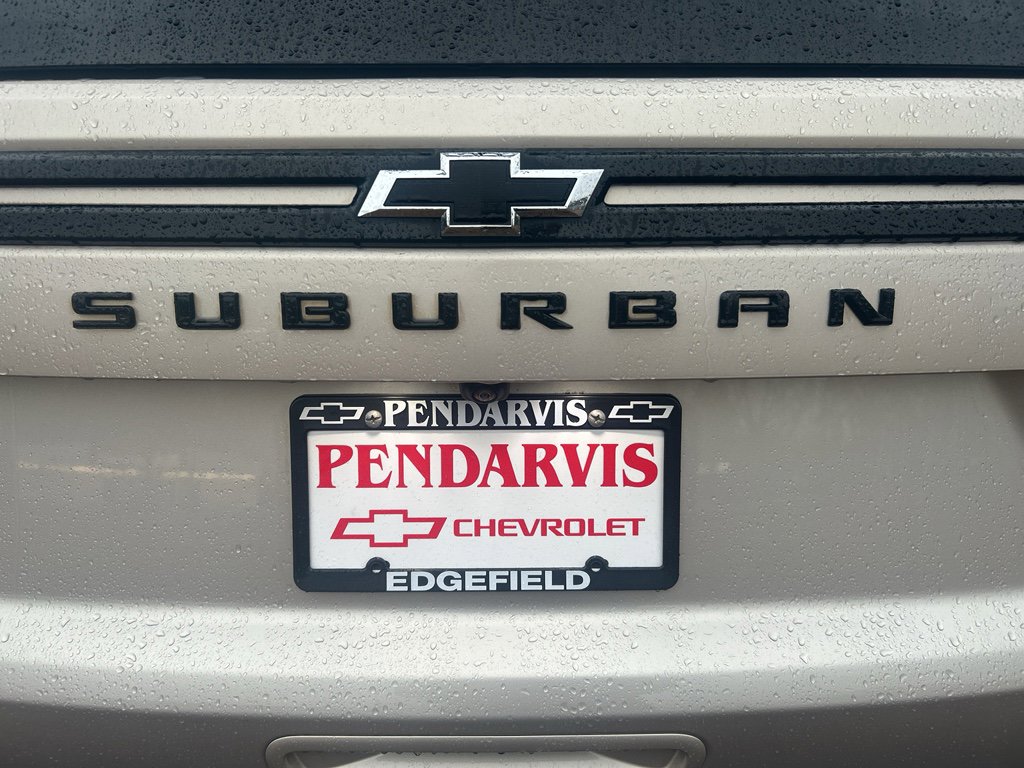 SUBURBAN
PENDARVIS
PENDARVIS
CHEVROLET
EDGEFIELD